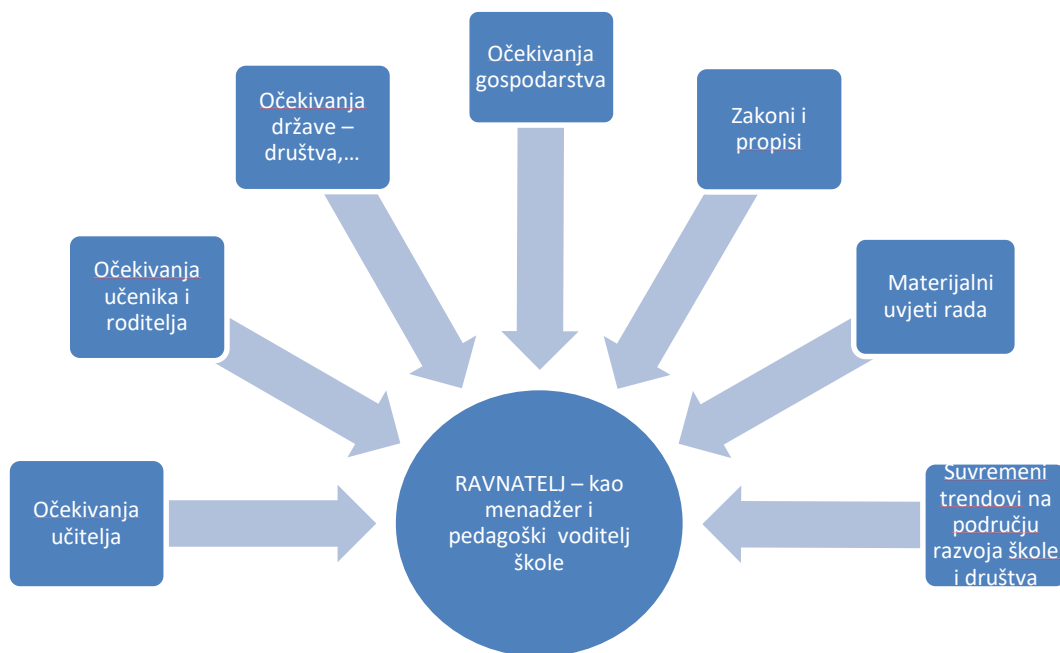 Očekivanja
učitelja
Očekivanja
učenika i
roditelja
Očekivanja
države –
društva,...
Očekivanja
gospodarstva
Zakoni i
propisi
Materijalni
uvjeti rada
Suvremeni
trendovi na
području
razvoja škole
i društva
RAVNATELJ – kao
menadžer i
pedagoški voditelj
škole